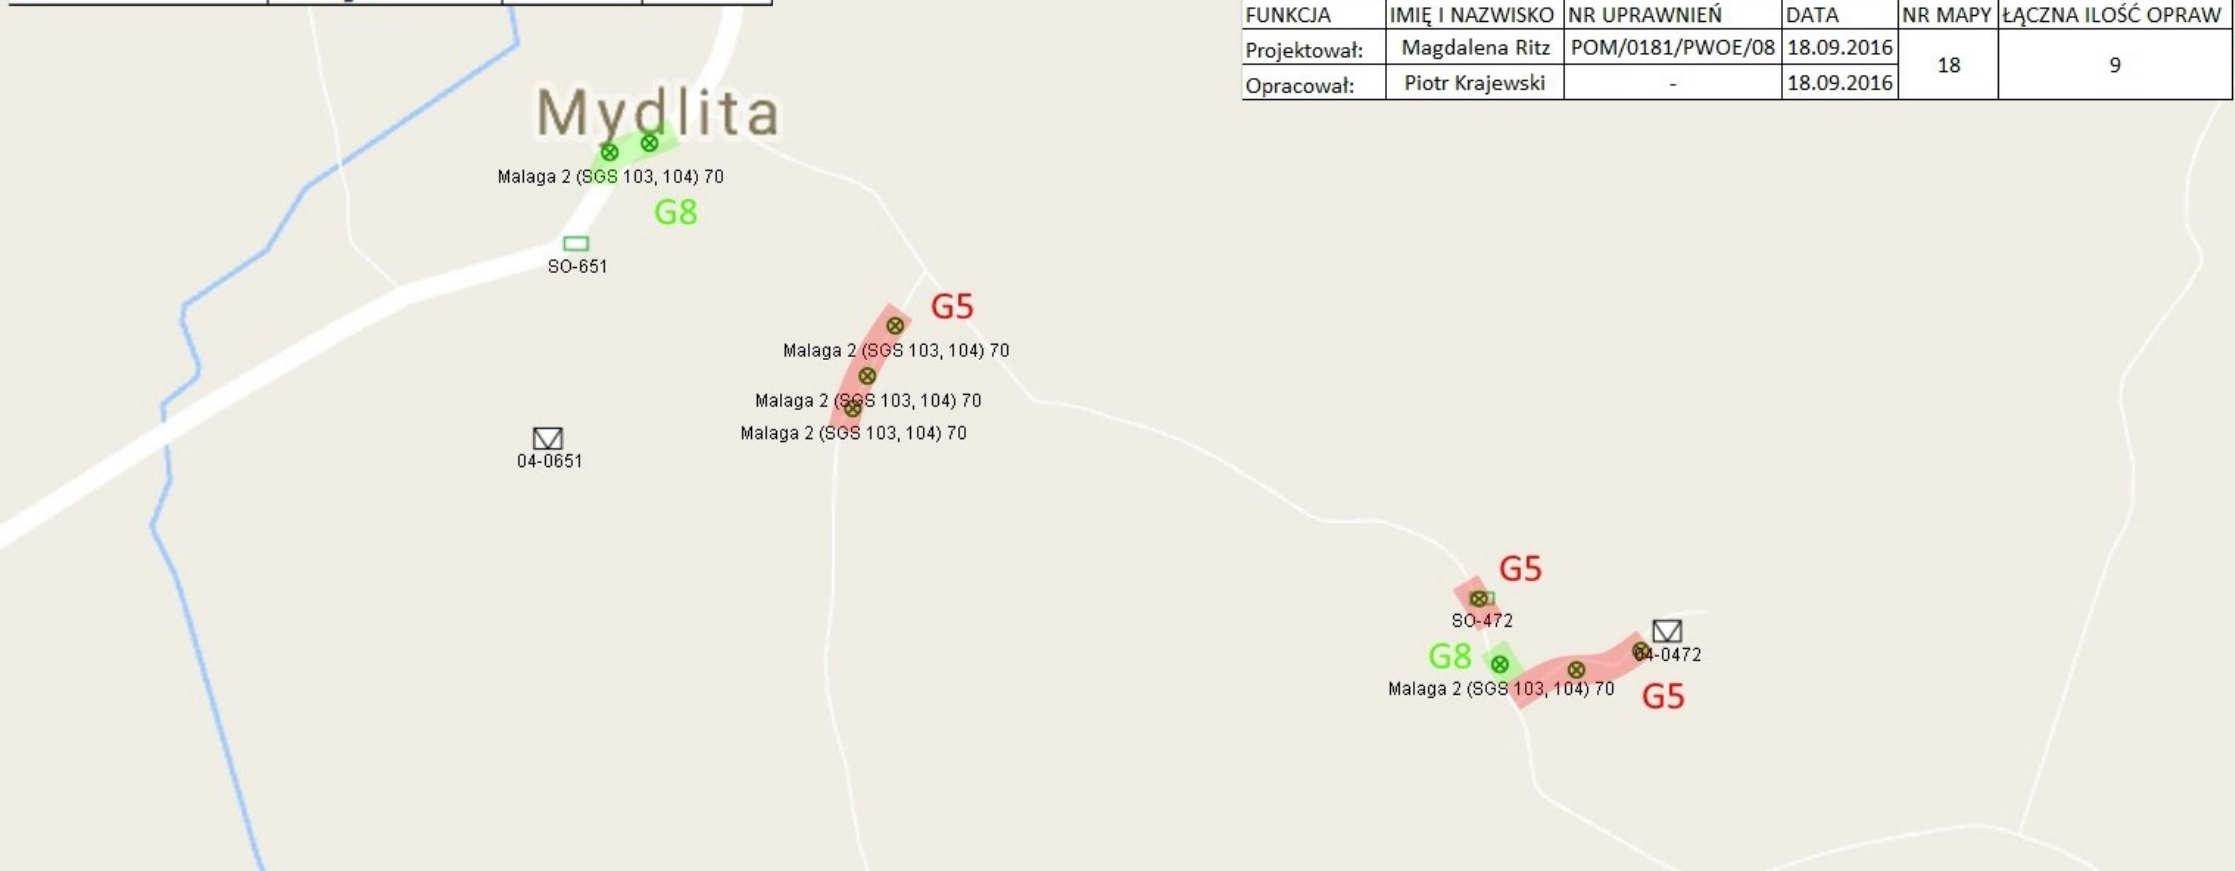 FUNKCJA IMIĘ I NAZWISKO NR UPRAWNIEŃ DATA NR MAPY ŁĄCZNA ILOŚĆ OPRAW
Projektował: Magdalena Ritz POM/0181/PWOE/08 18.09.2016 18 9
Opracował: Piotr Krajewski - 18.09.2016
Mydlita
Malaga 2 (SGS 103, 104) 70
G8
SO-651
G5
Malaga 2 (SGS 103, 104) 70
Malaga 2 (SGS 103, 104) 70
Malaga 2 (SGS 103, 104) 70
04-0651
G5
SO-472
G8
04-0472
Malaga 2 (SGS 103, 104) 70
G5